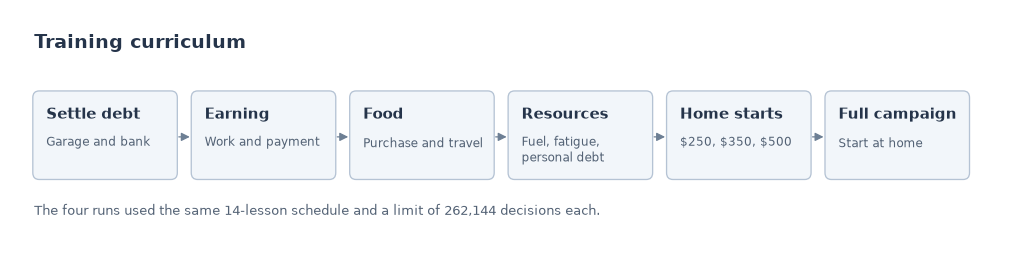 Training curriculum
Settle debt
Garage and bank
Earning
Work and payment
Food
Purchase and travel
Resources
Fuel, fatigue,
personal debt
Home starts
$250, $350, $500
Full campaign
Start at home
The four runs used the same 14-lesson schedule and a limit of 262,144 decisions each.